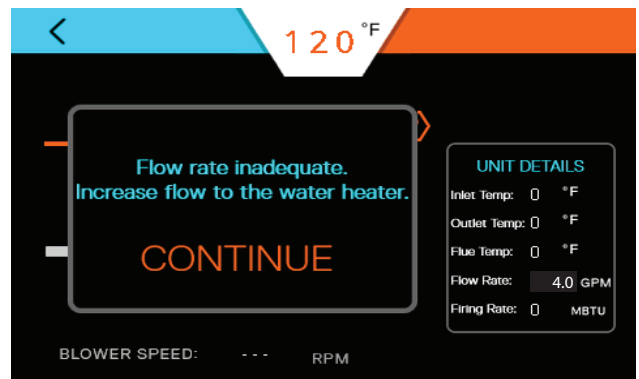 120°F
Flow rate inadequate.
Increase flow to the water heater.
CONTINUE
UNIT DETAILS
Inlet Temp: 0 °F
Outlet Temp: 0 °F
Flue Temp: 0 °F
Flow Rate: 4.0 GPM
Firing Rate: 0 MBTU
BLOWER SPEED: --- RPM